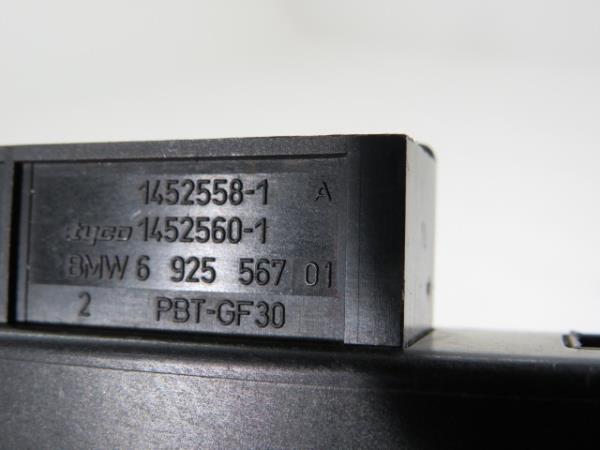 1452558-1 A
tyco 1452560-1
BMW 6 925 567 01
2 PBT-GF30